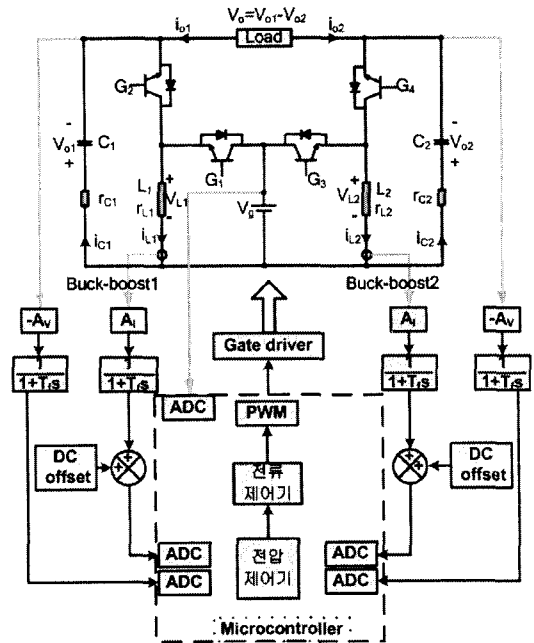 Vo=Vo1-Vo2
io1
io2
Load
G2
G4
-
Vo1
+
C1
C2
-
Vo2
+
G1
G3
L1
rL1
+
VL1
-
Vg
+
VL2
-
L2
rL2
rC1
rC2
iC1
iL1
iL2
iC2
Buck-boost1
Buck-boost2
-Av
AI
AI
-Av
Gate driver
1
1+Tfs
1
1+Tfs
1
1+Tfs
1
1+Tfs
ADC
PWM
DC
offset
+
+
전류
제어기
+
+
DC
offset
ADC
ADC
전압
제어기
ADC
ADC
Microcontroller